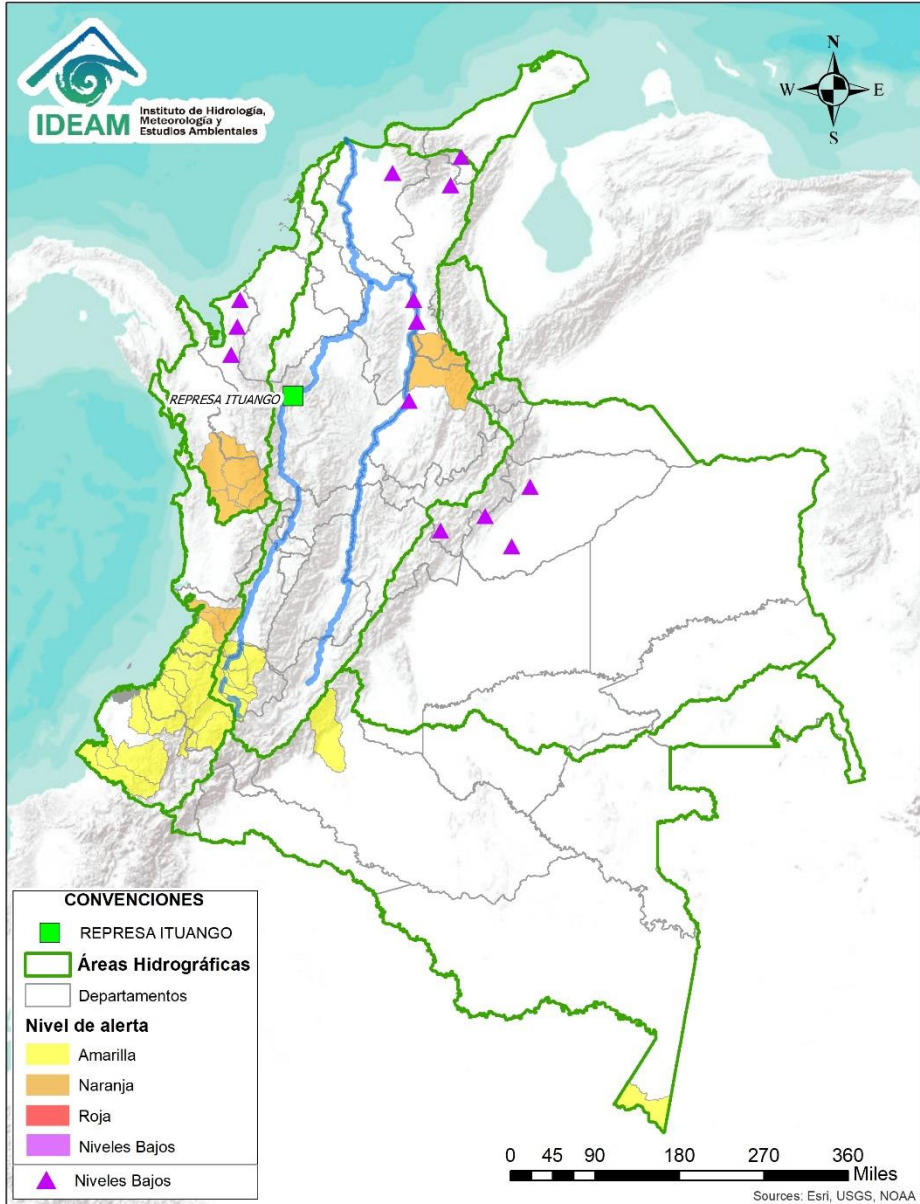 IDEAM
Instituto de Hidrología,
Meteorología y
Estudios Ambientales
N
W E
S
REPRESA ITUANGO
CONVENCIONES
REPRESA ITUANGO
Áreas Hidrográficas
Departamentos
Nivel de alerta
Amarilla
Naranja
Roja
Niveles Bajos
Niveles Bajos
0 45 90 180 270 360
Miles
Sources: Esri, USGS, NOAA